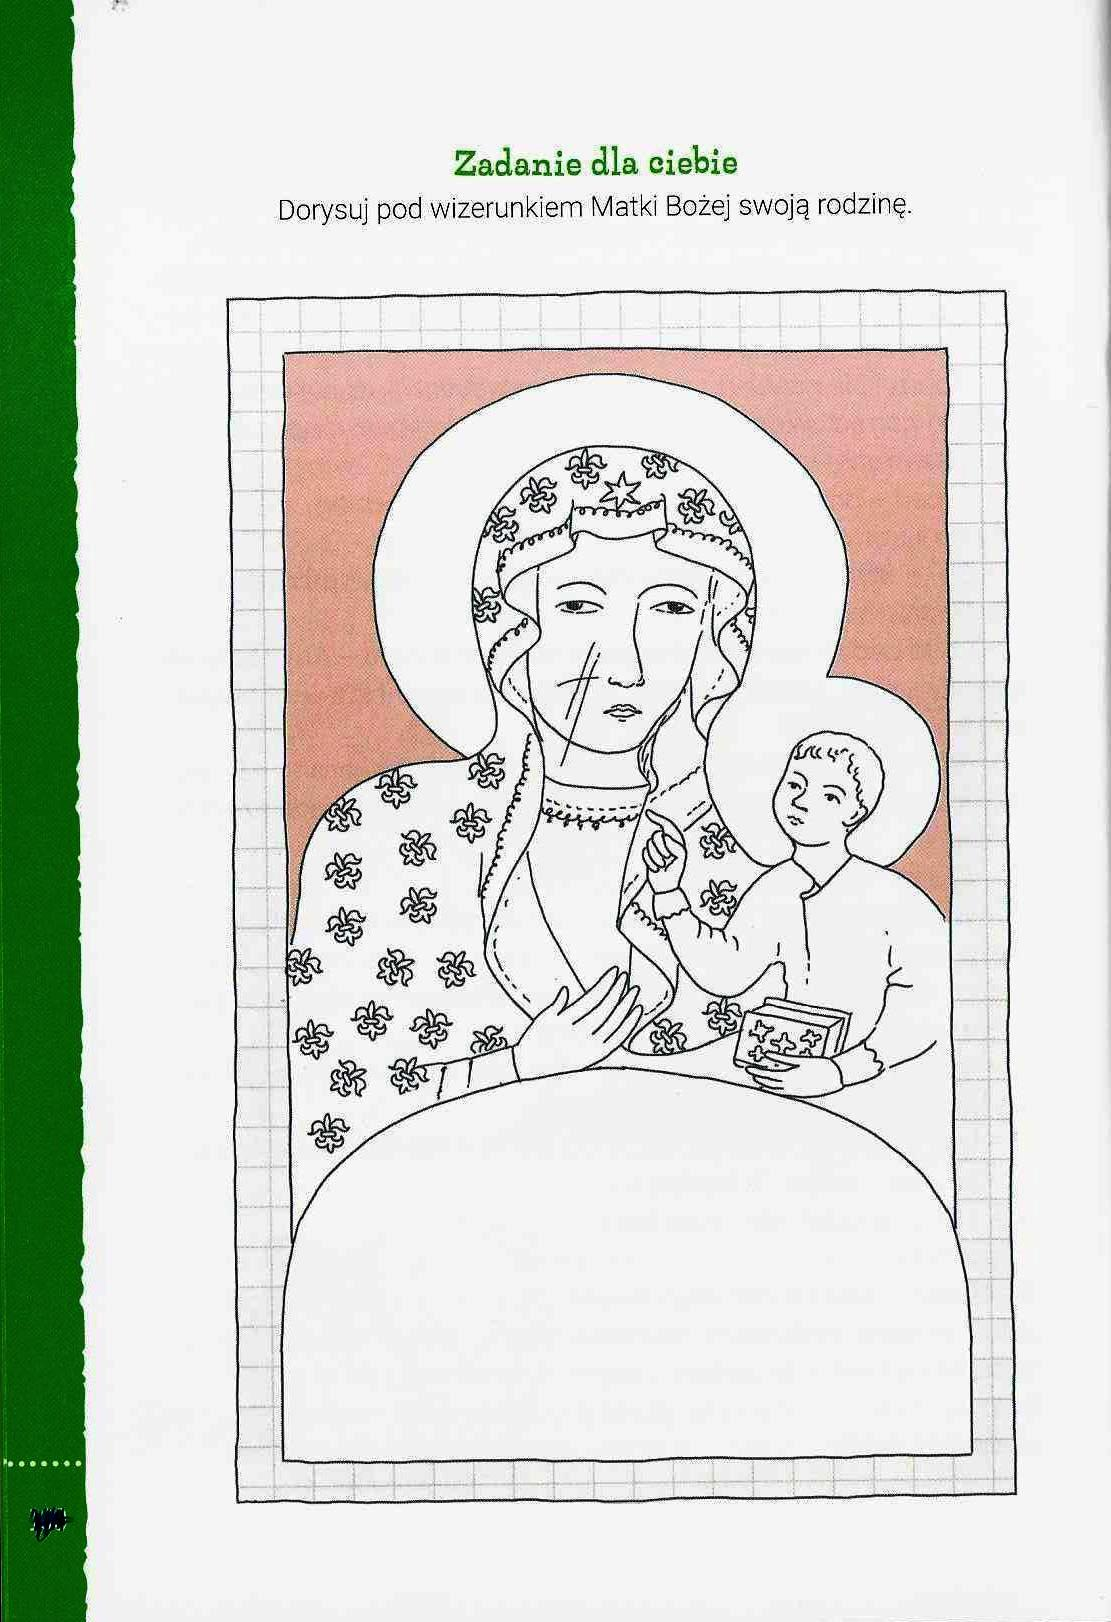 Zadanie dla ciebie
Dorysuj pod wizerunkiem Matki Bożej swoją rodzinę.